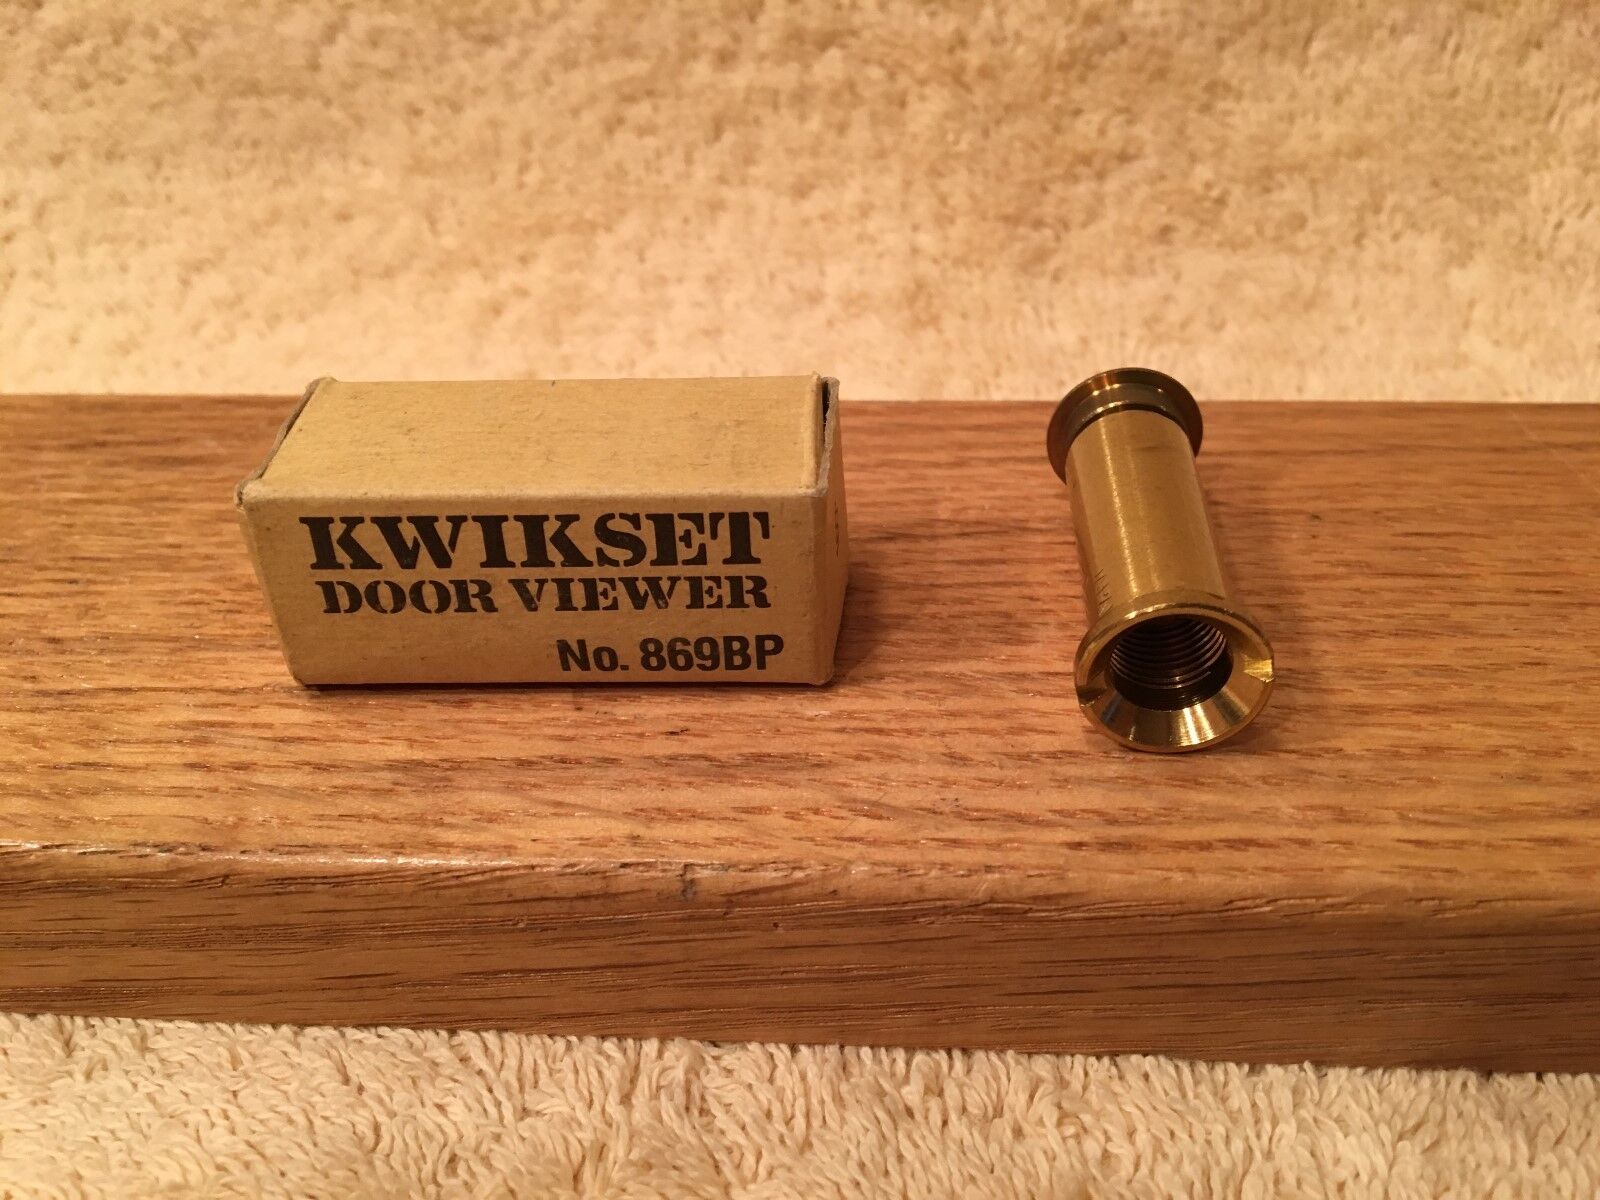 KWIKSET
DOOR VIEWER
No. 869BP